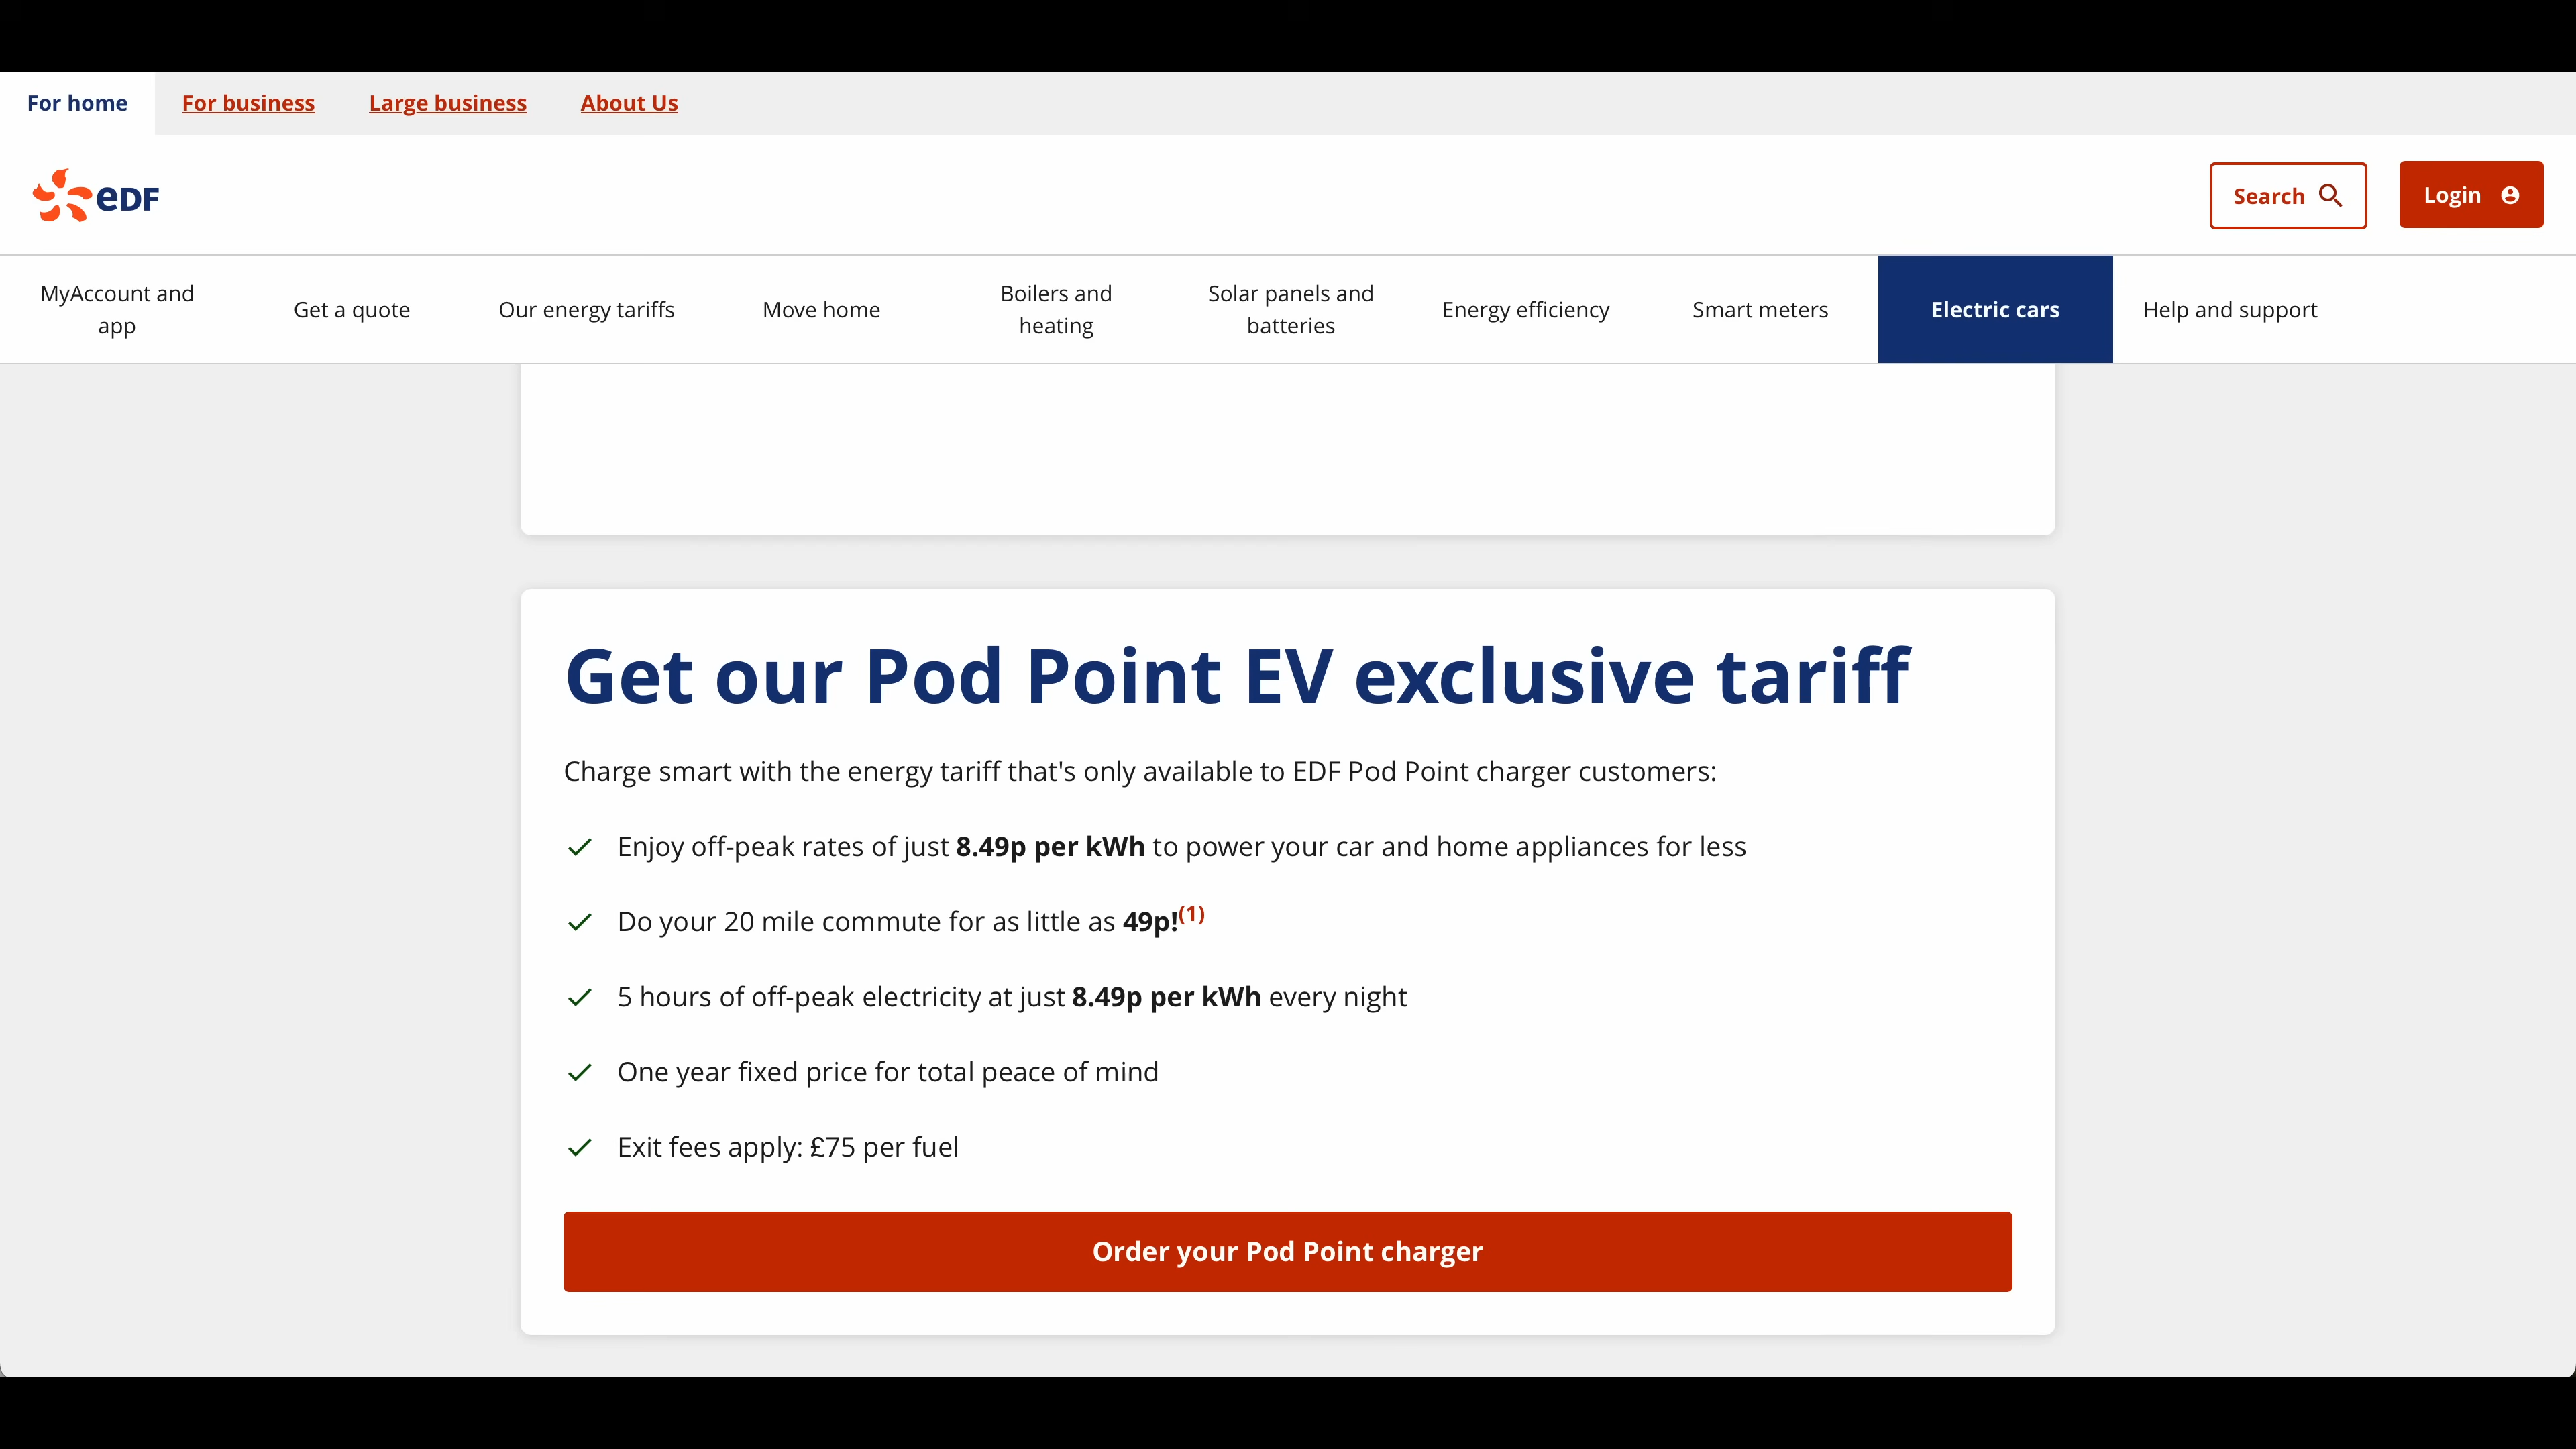 For home
For business
Large business
About Us
eDF
Search
Login
MyAccount and
app
Get a quote
Our energy tariffs
Move home
Boilers and
heating
Solar panels and
batteries
Energy efficiency
Smart meters
Electric cars
Help and support
Get our Pod Point EV exclusive tariff
Charge smart with the energy tariff that's only available to EDF Pod Point charger customers:
Enjoy off-peak rates of just 8.49p per kWh to power your car and home appliances for less
Do your 20 mile commute for as little as 49p!(1)
5 hours of off-peak electricity at just 8.49p per kWh every night
One year fixed price for total peace of mind
Exit fees apply: £75 per fuel
Order your Pod Point charger